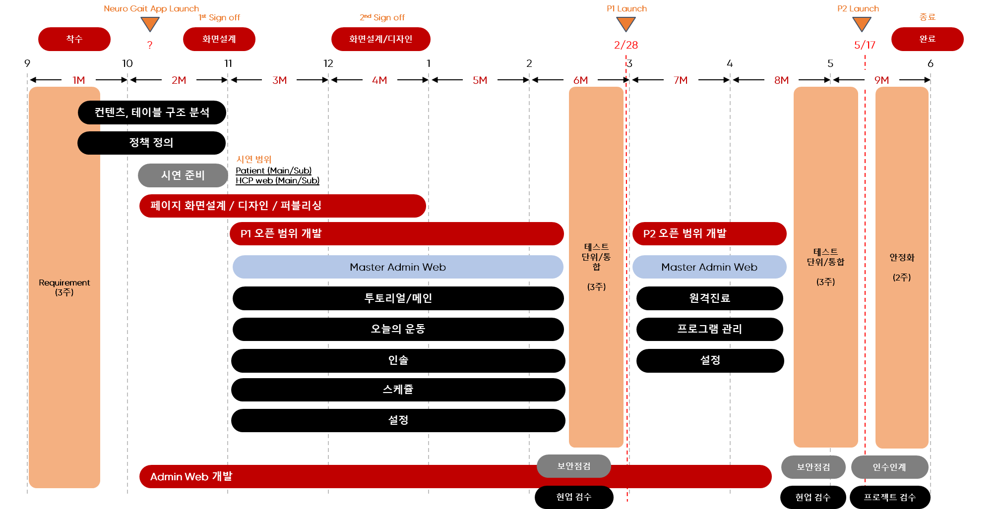 Neuro Gait App Launch
1st Sign off
2nd Sign off
P1 Launch
P2 Launch
종료
착수
?
화면설계
화면설계/디자인
2/28
5/17
완료
9
10
11
12
1
2
3
4
5
6
1M
2M
3M
4M
5M
6M
7M
8M
9M
컨텐츠, 테이블 구조 분석
정책 정의
시연 준비
시연 범위
Patient (Main/Sub)
HCP web (Main/Sub)
페이지 화면설계 / 디자인 / 퍼블리싱
P1 오픈 범위 개발
P2 오픈 범위 개발
Requirement
(3주)
Master Admin Web
투토리얼/메인
오늘의 운동
인솔
스케쥴
설정
테스트
단위/통
합
(3주)
Master Admin Web
원격진료
프로그램 관리
설정
테스트
단위/통합
(3주)
안정화
(2주)
Admin Web 개발
보안점검
현업 검수
보안점검
현업 검수
인수인계
프로젝트 검수